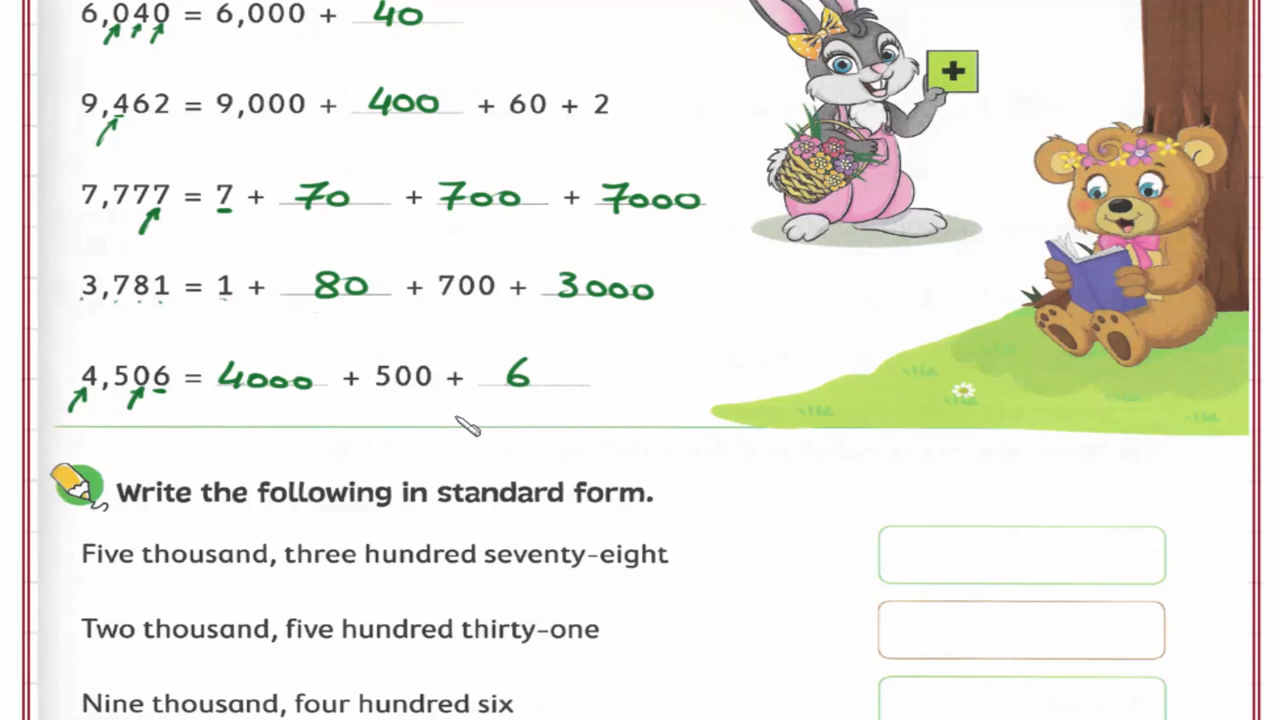 6,040 = 6,000 + 40
9,462 = 9,000 + 400 + 60 + 2
+
7,777 = 7 + 70 + 700 + 7000
3,781 = 1 + 80 + 700 + 3000
4,506 = 4000 + 500 + 6
Write the following in standard form.
Five thousand, three hundred seventy-eight
Two thousand, five hundred thirty-one
Nine thousand, four hundred six